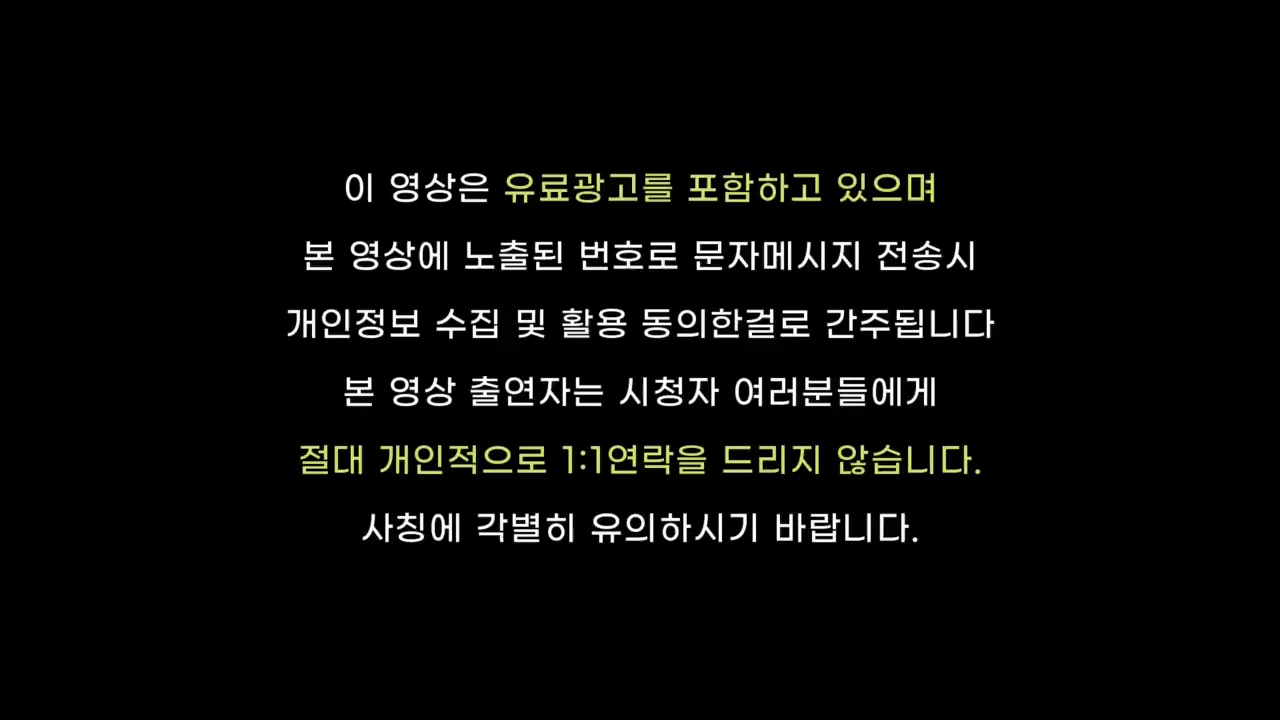 이 영상은 유료광고를 포함하고 있으며
본 영상에 노출된 번호로 문자메시지 전송시
개인정보 수집 및 활용 동의한걸로 간주됩니다
본 영상 출연자는 시청자 여러분들에게
절대 개인적으로 1:1연락을 드리지 않습니다.
사칭에 각별히 유의하시기 바랍니다.